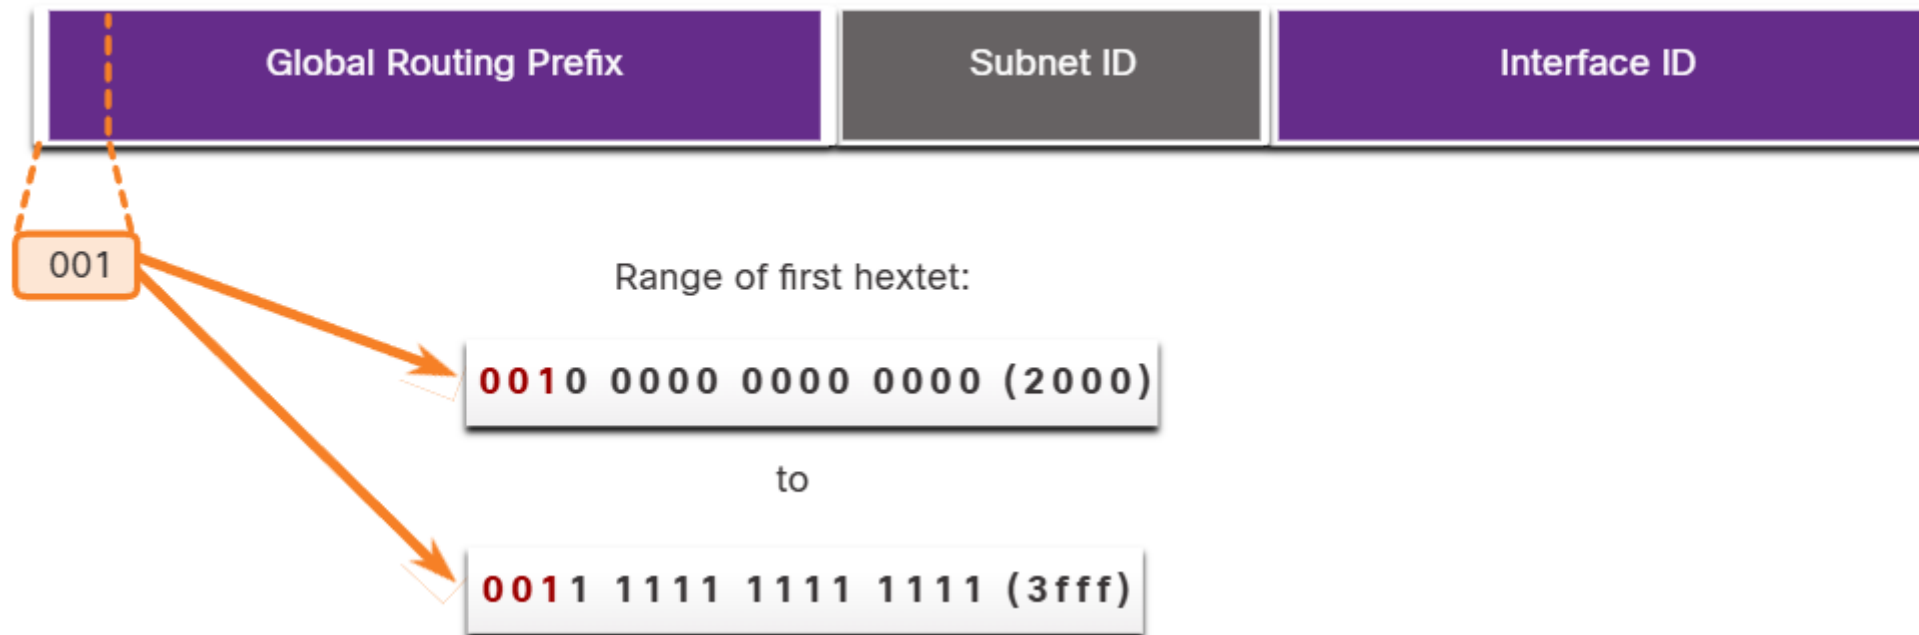 Global Routing Prefix
Subnet ID
Interface ID
001
Range of first hextet:
0010 0000 0000 0000 (2000)
to
0011 1111 1111 1111 (3fff)